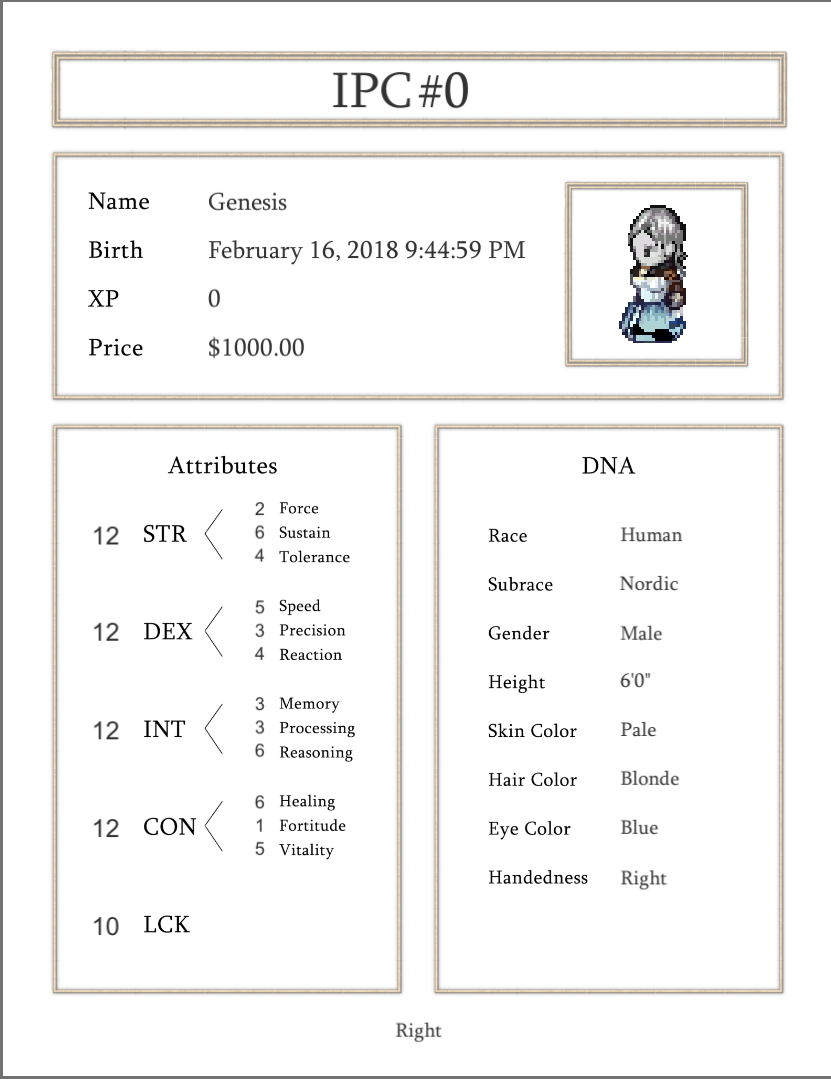 IPC#0
Name Genesis
Birth February 16, 2018 9:44:59 PM
XP 0
Price $1000.00
Attributes
2 Force
12 STR 6 Sustain
4 Tolerance
5 Speed
12 DEX 3 Precision
4 Reaction
3 Memory
12 INT 3 Processing
6 Reasoning
6 Healing
12 CON 1 Fortitude
5 Vitality
10 LCK
DNA
Race Human
Subrace Nordic
Gender Male
Height 6'0"
Skin Color Pale
Hair Color Blonde
Eye Color Blue
Handedness Right
Right